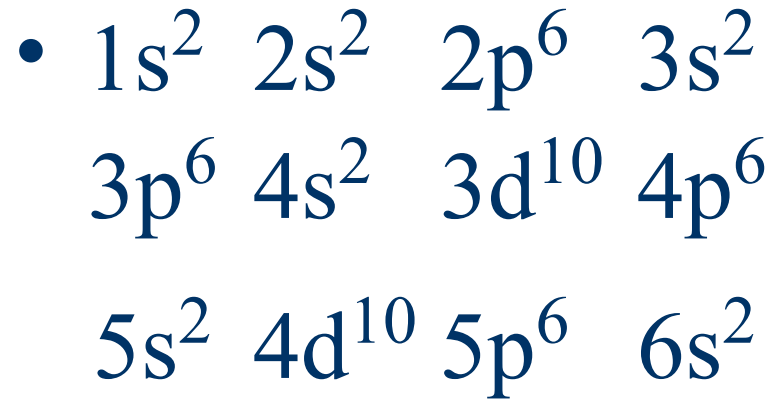 • 1s² 2s² 2p⁶ 3s²
3p⁶ 4s² 3d¹⁰ 4p⁶
5s² 4d¹⁰ 5p⁶ 6s²